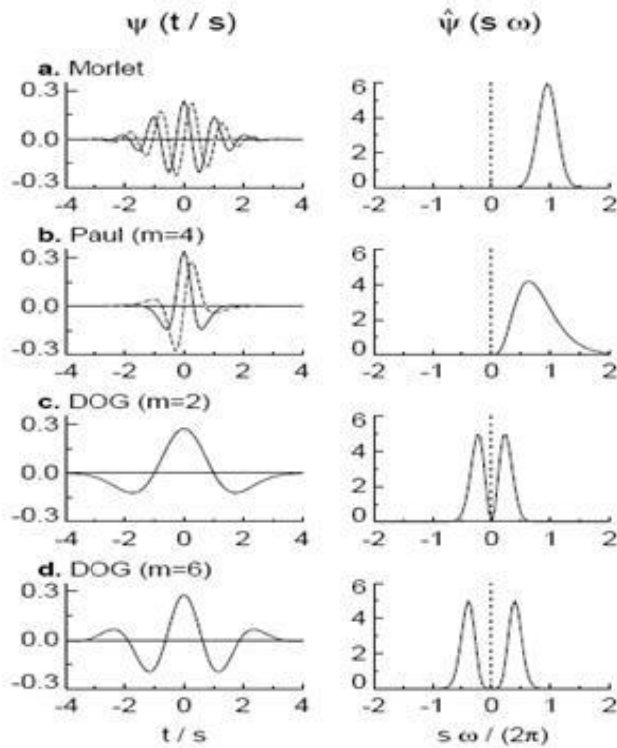 ψ (t / s)
ψ̂ (s ω)
a. Morlet
0.3
0.0
-0.3
-4 -2 0 2 4
6
4
2
0
-2 -1 0 1 2
b. Paul (m=4)
0.3
0.0
-0.3
-4 -2 0 2 4
6
4
2
0
-2 -1 0 1 2
c. DOG (m=2)
0.3
0.0
-0.3
-4 -2 0 2 4
6
4
2
0
-2 -1 0 1 2
d. DOG (m=6)
0.3
0.0
-0.3
-4 -2 0 2 4
t / s
6
4
2
0
-2 -1 0 1 2
s ω / (2π)